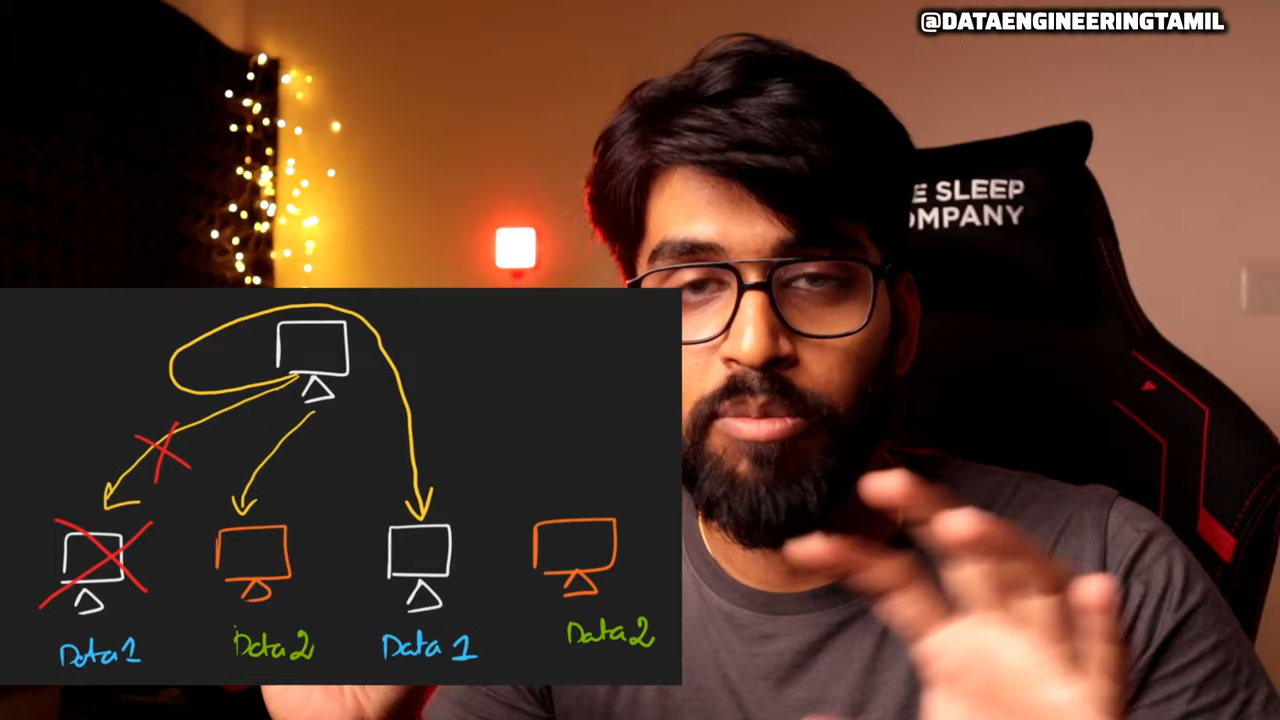 @DATAENGINEERINGTAMIL
E SLEEP
OMPANY
Data 1
Data 2
Data 1
Data 2